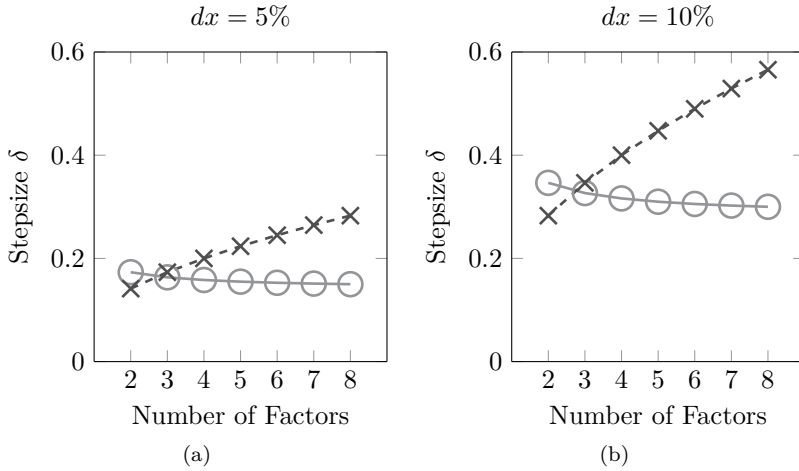 dx = 5%
0.6
0.4
0.2
0
Stepsize δ
2 3 4 5 6 7 8
Number of Factors
(a)
dx = 10%
0.6
0.4
0.2
0
Stepsize δ
2 3 4 5 6 7 8
Number of Factors
(b)